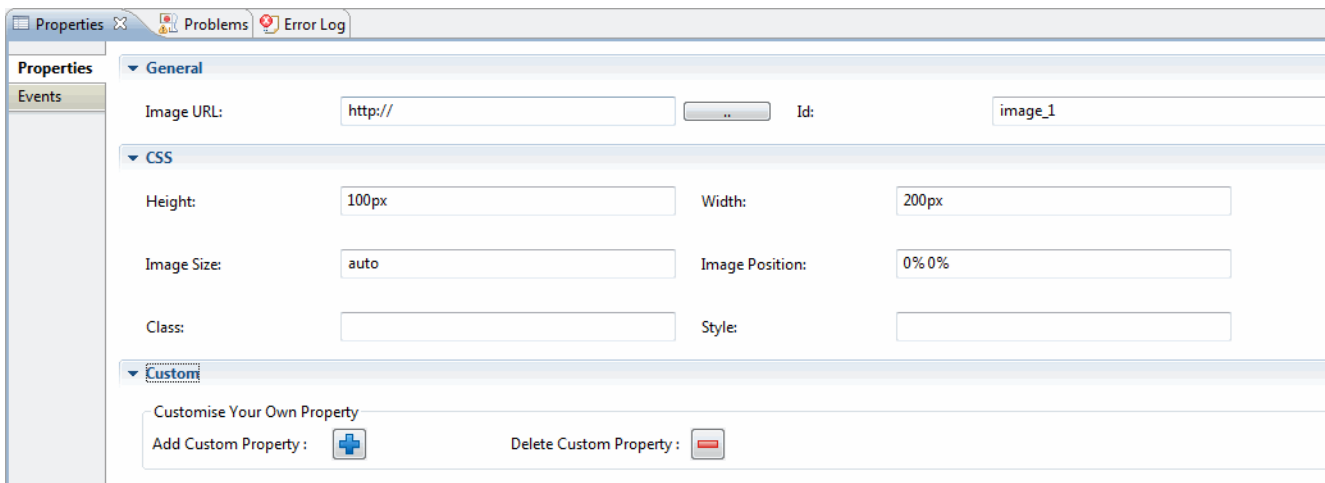 Properties Problems Error Log
Properties
Events
General
Image URL: http:// .. Id: image_1
CSS
Height: 100px Width: 200px
Image Size: auto Image Position: 0% 0%
Class: Style:
Custom
Customise Your Own Property
Add Custom Property : Delete Custom Property :